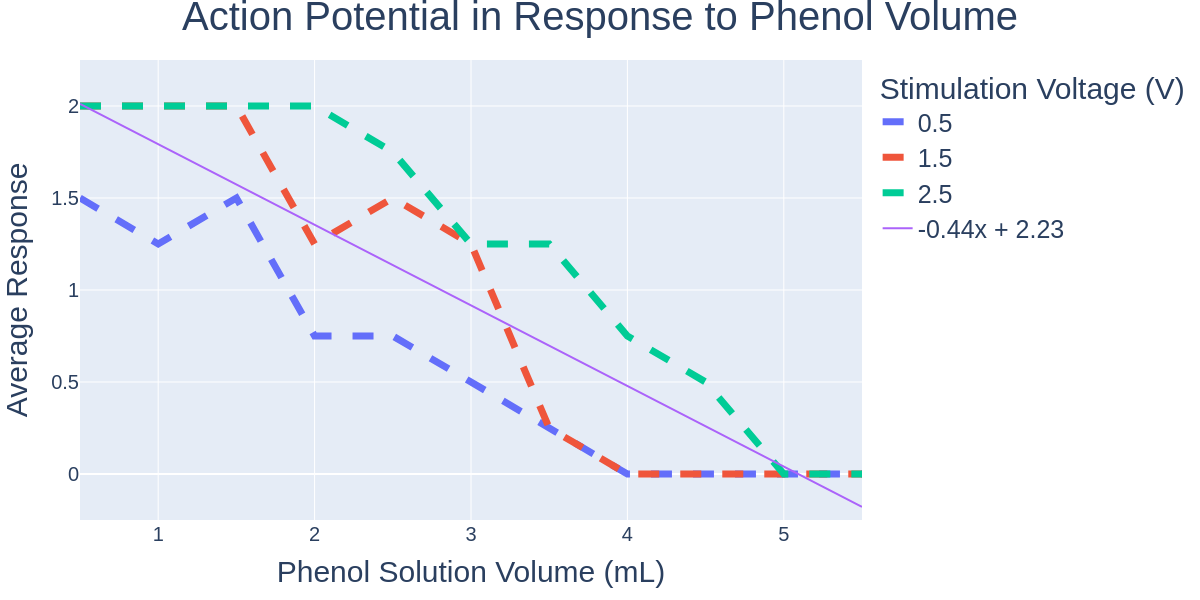 Action Potential in Response to Phenol Volume
Stimulation Voltage (V)
0.5
1.5
2.5
-0.44x + 2.23
Average Response
2
1.5
1
0.5
0
1
2
3
4
5
Phenol Solution Volume (mL)